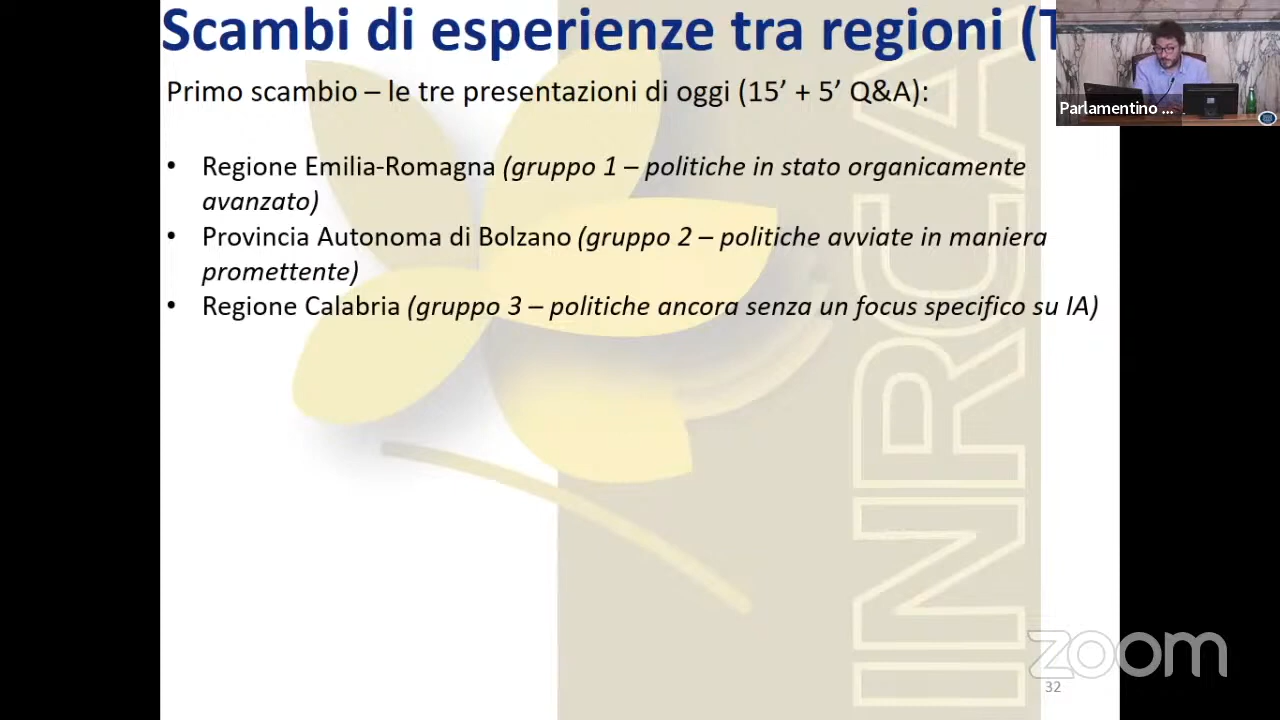 Scambi di esperienze tra regioni (T
Parlamentino ...
Primo scambio – le tre presentazioni di oggi (15’ + 5’ Q&A):
• Regione Emilia-Romagna (gruppo 1 – politiche in stato organicamente
avanzato)
• Provincia Autonoma di Bolzano (gruppo 2 – politiche avviate in maniera
promettente)
• Regione Calabria (gruppo 3 – politiche ancora senza un focus specifico su IA)
INRCA
zoom
32